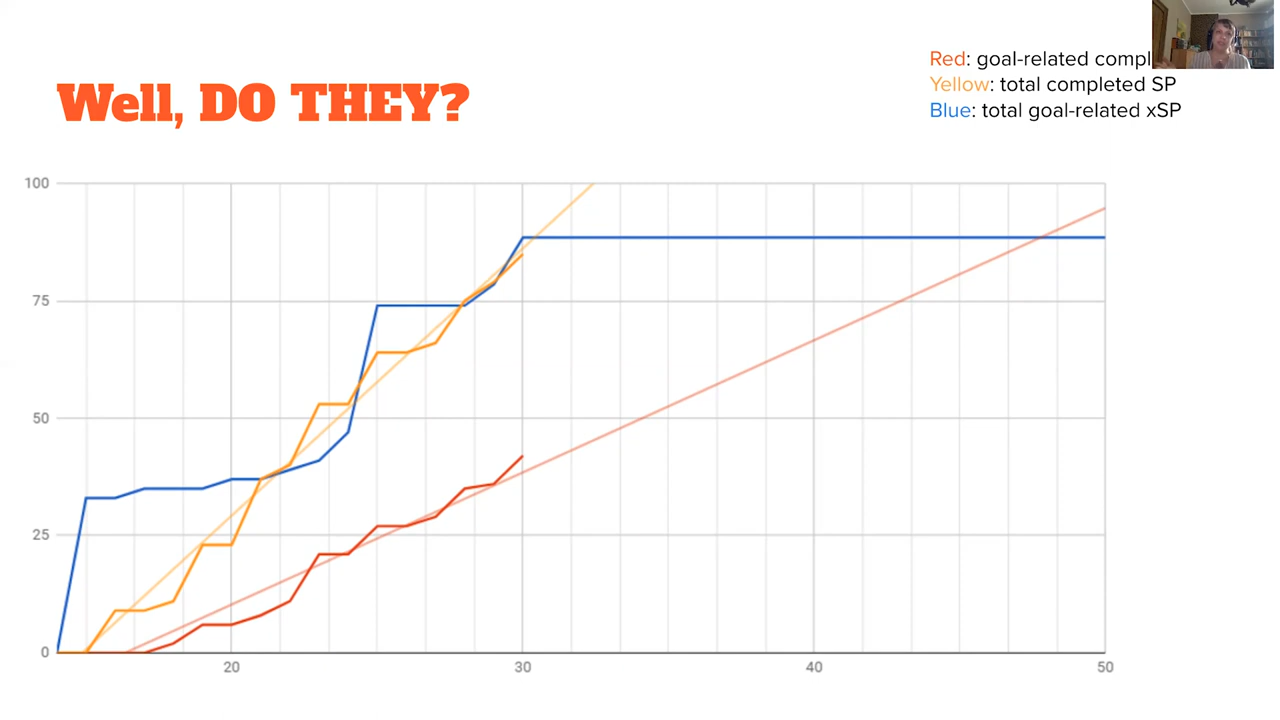 Well, DO THEY?
Red: goal-related compl
Yellow: total completed SP
Blue: total goal-related xSP
100
75
50
25
0
20
30
40
50